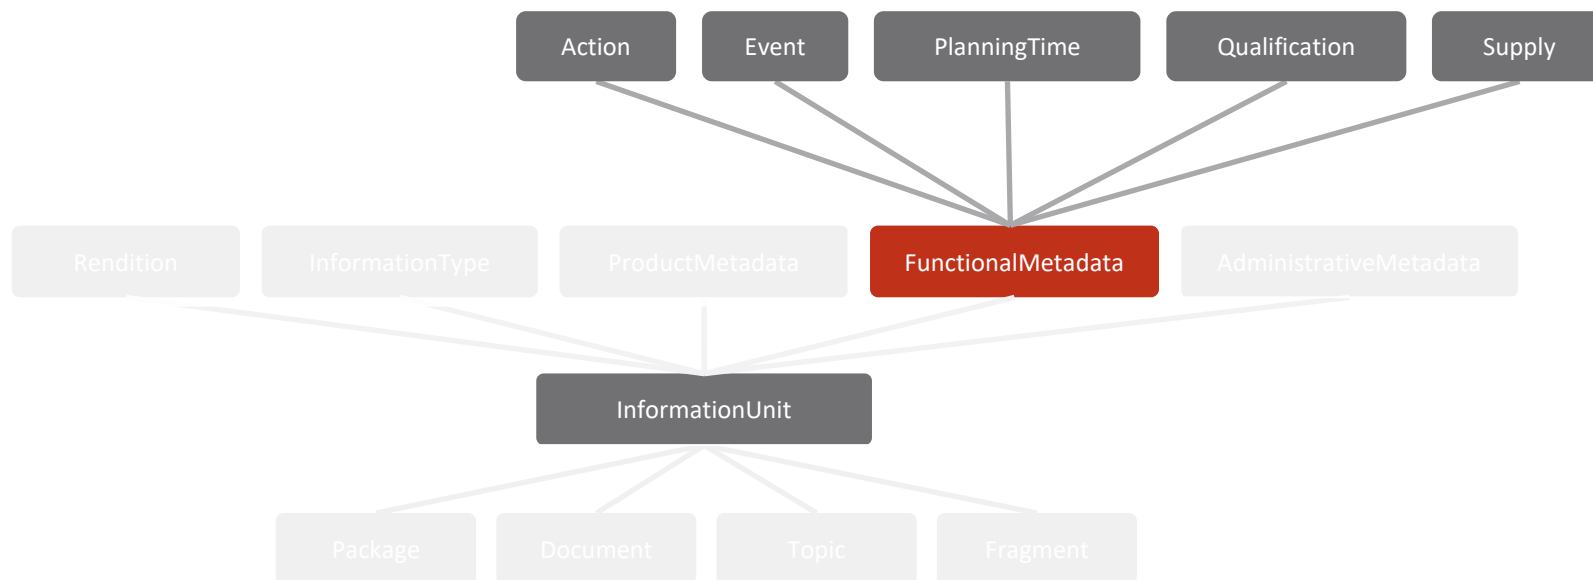 Action
Event
PlanningTime
Qualification
Supply
Rendition
InformationType
ProductMetadata
FunctionalMetadata
AdministrativeMetadata
InformationUnit
Package
Document
Topic
Fragment